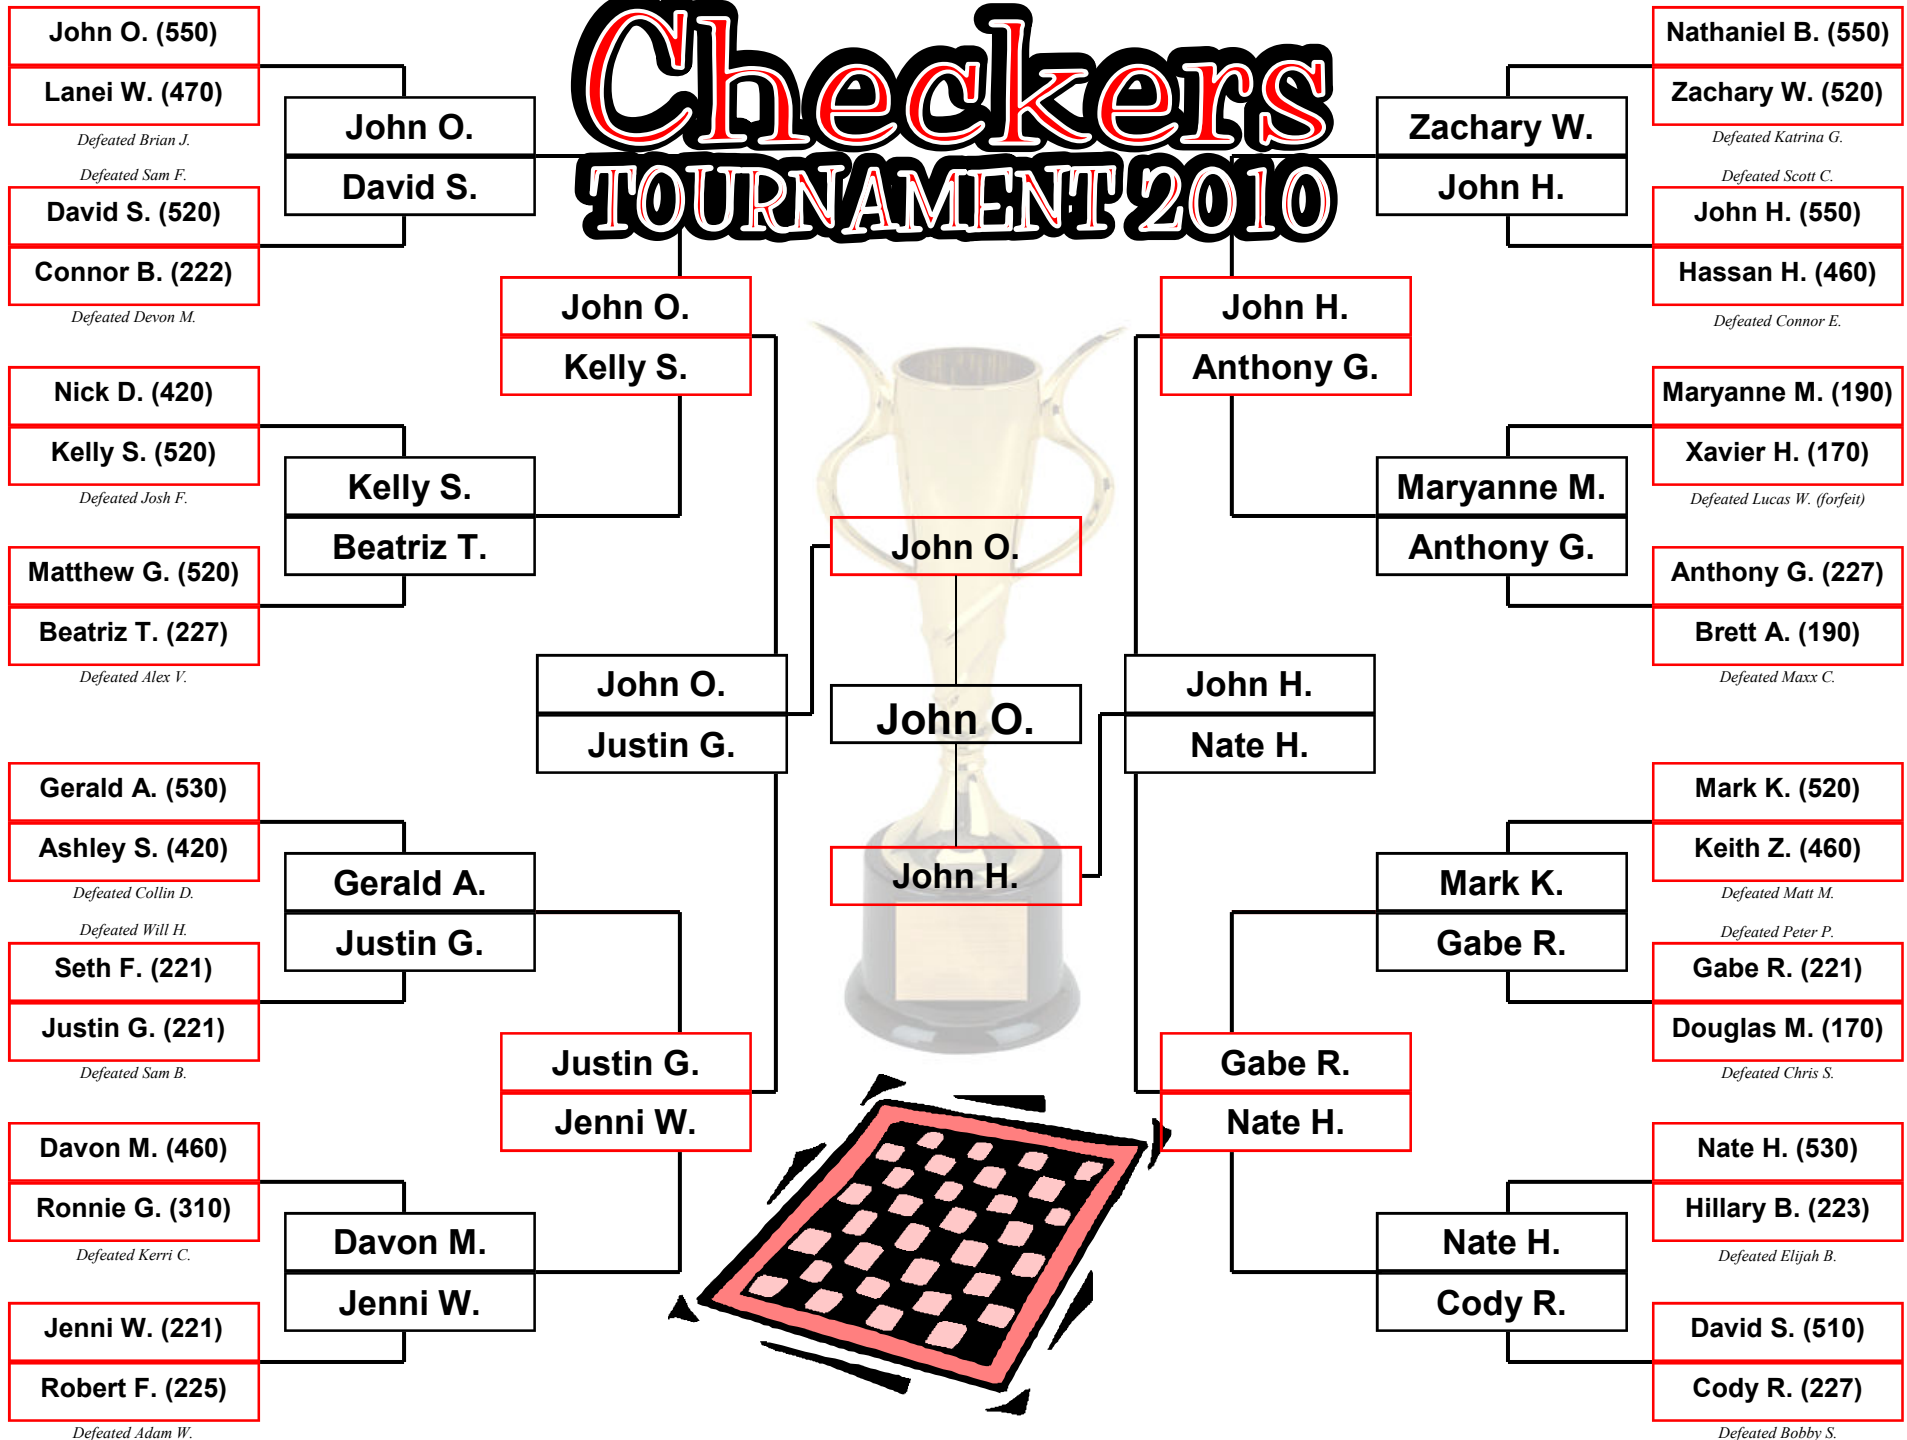 Checkers
TOURNAMENT 2010
John O. (550)
Lanei W. (470)
Defeated Brian J.
Defeated Sam F.
David S. (520)
Connor B. (222)
Defeated Devon M.
Nick D. (420)
Kelly S. (520)
Defeated Josh F.
Matthew G. (520)
Beatriz T. (227)
Defeated Alex V.
Gerald A. (530)
Ashley S. (420)
Defeated Collin D.
Defeated Will H.
Seth F. (221)
Justin G. (221)
Defeated Sam B.
Davon M. (460)
Ronnie G. (310)
Defeated Kerri C.
Jenni W. (221)
Robert F. (225)
Defeated Adam W.
John O.
David S.
Kelly S.
Beatriz T.
Gerald A.
Justin G.
Davon M.
Jenni W.
John O.
Kelly S.
Justin G.
Jenni W.
John O.
Justin G.
John O.
John O.
John H.
John H.
Nate H.
John H.
Anthony G.
Gabe R.
Nate H.
Zachary W.
John H.
Maryanne M.
Anthony G.
Mark K.
Gabe R.
Nate H.
Cody R.
Nathaniel B. (550)
Zachary W. (520)
Defeated Katrina G.
Defeated Scott C.
John H. (550)
Hassan H. (460)
Defeated Connor E.
Maryanne M. (190)
Xavier H. (170)
Defeated Lucas W. (forfeit)
Anthony G. (227)
Brett A. (190)
Defeated Maxx C.
Mark K. (520)
Keith Z. (460)
Defeated Matt M.
Defeated Peter P.
Gabe R. (221)
Douglas M. (170)
Defeated Chris S.
Nate H. (530)
Hillary B. (223)
Defeated Elijah B.
David S. (510)
Cody R. (227)
Defeated Bobby S.